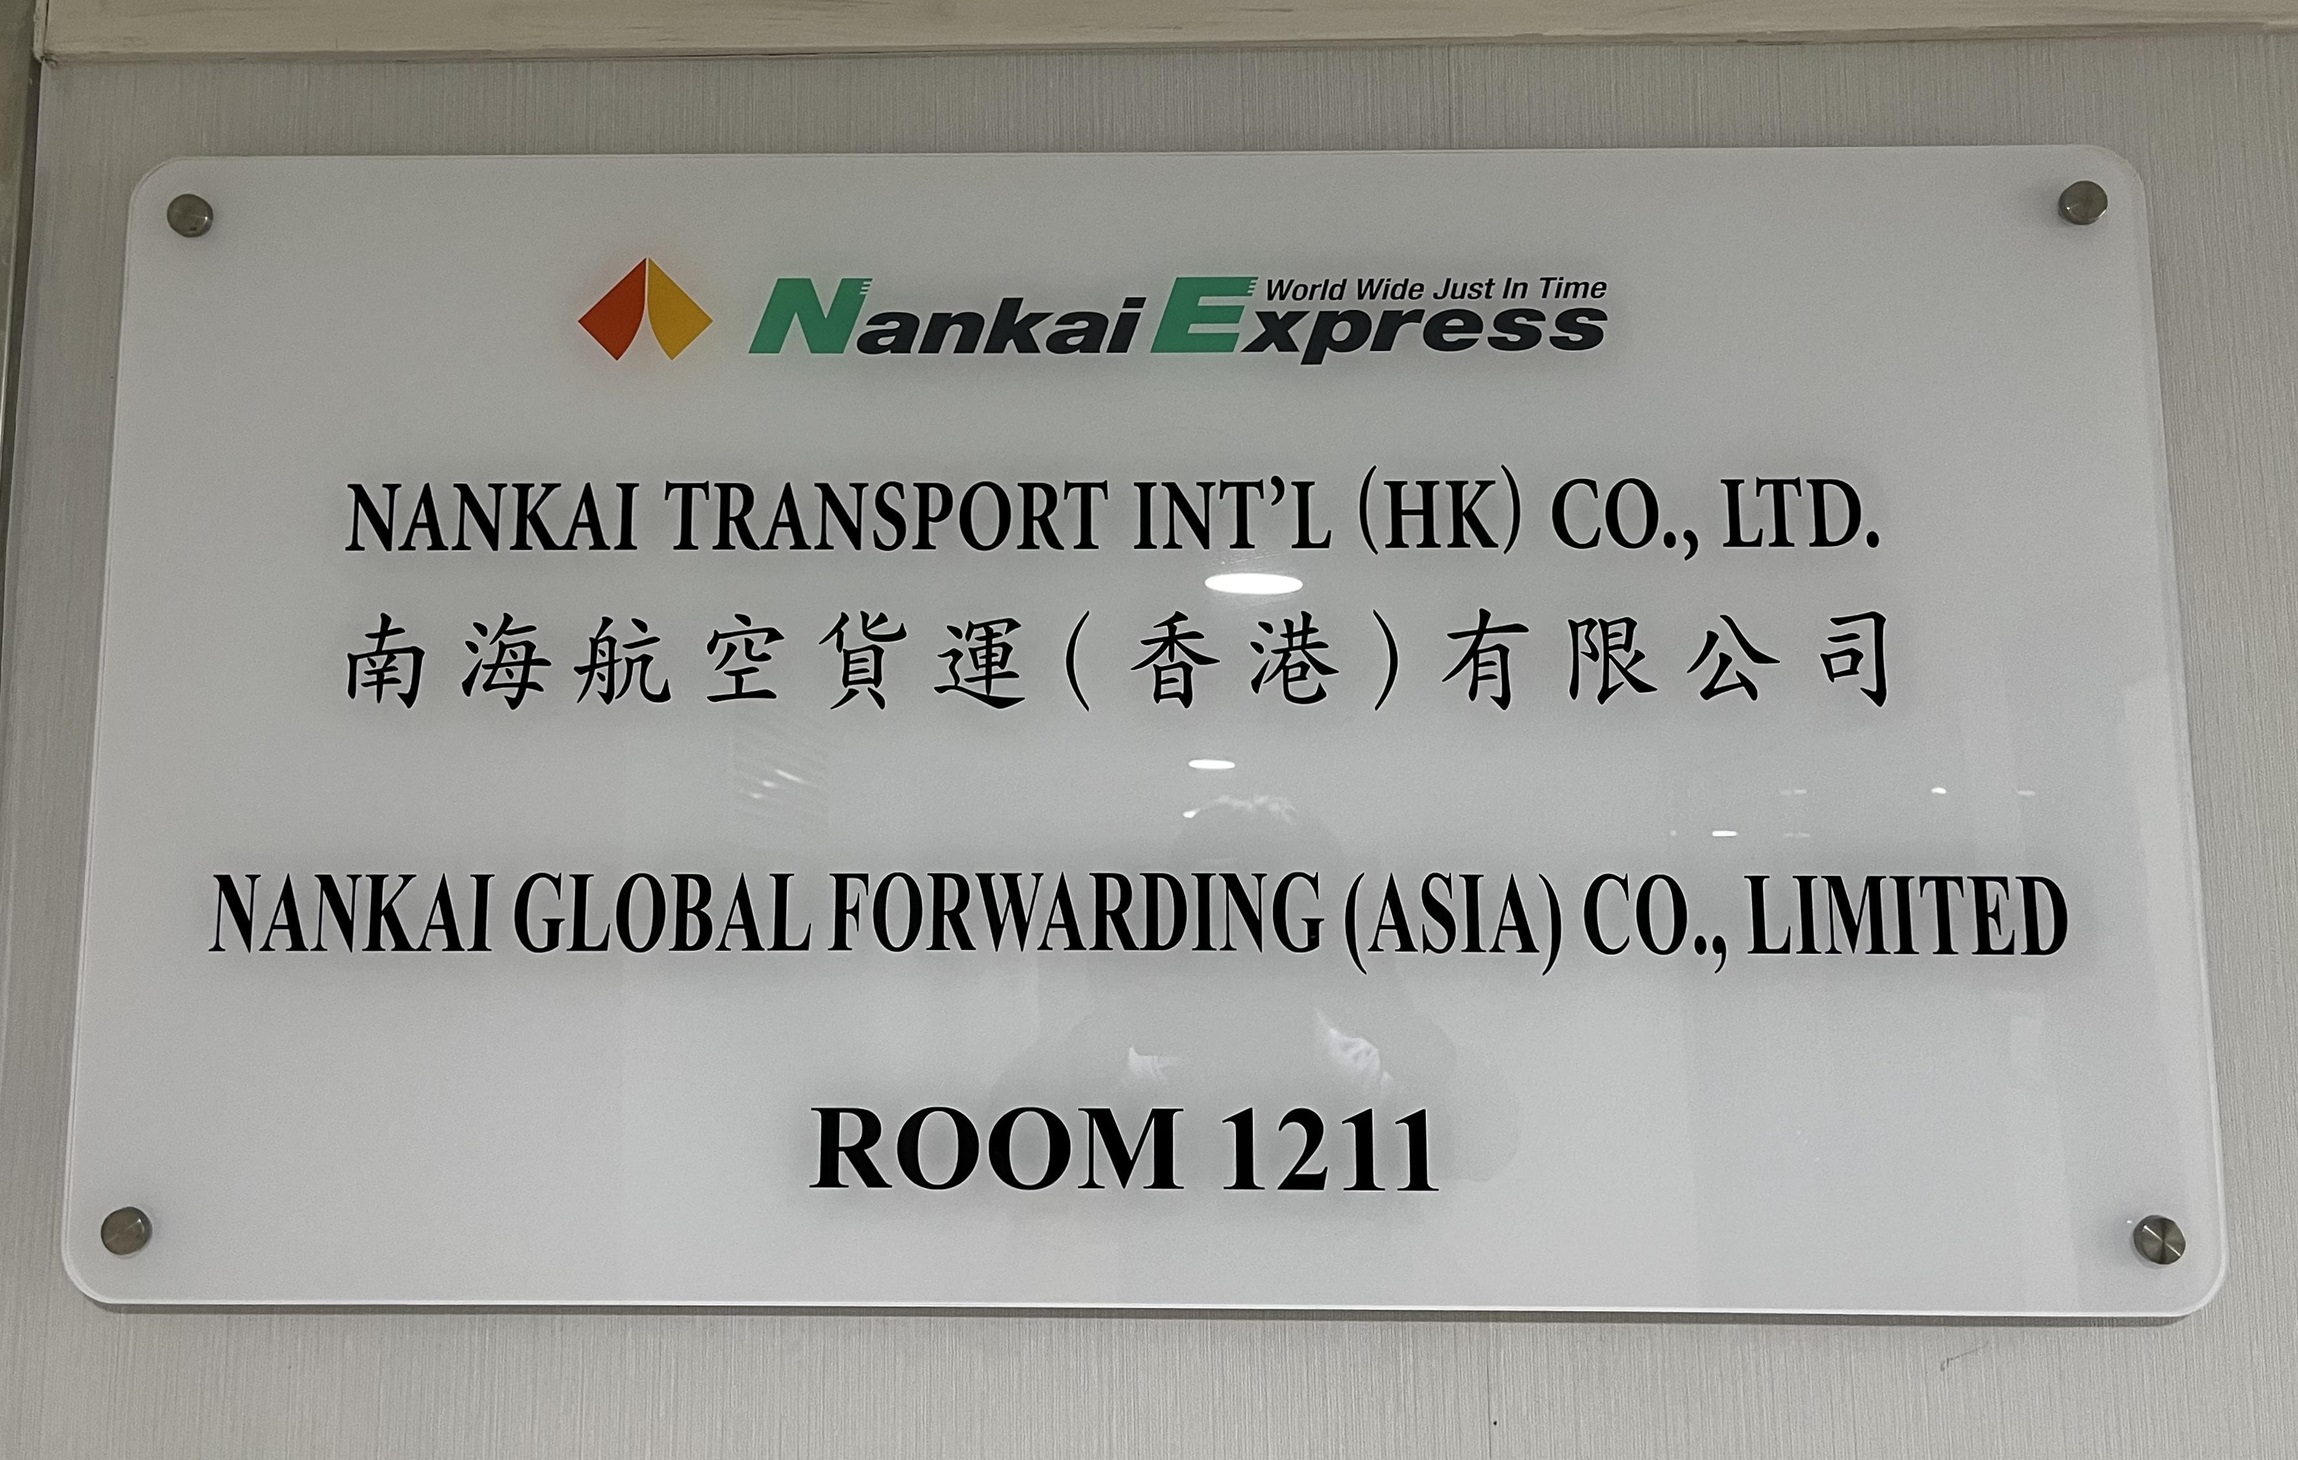 World Wide Just In Time
Nankai Express
NANKAI TRANSPORT INT’L (HK) CO., LTD.
南海航空貨運(香港)有限公司
NANKAI GLOBAL FORWARDING (ASIA) CO., LIMITED
ROOM 1211